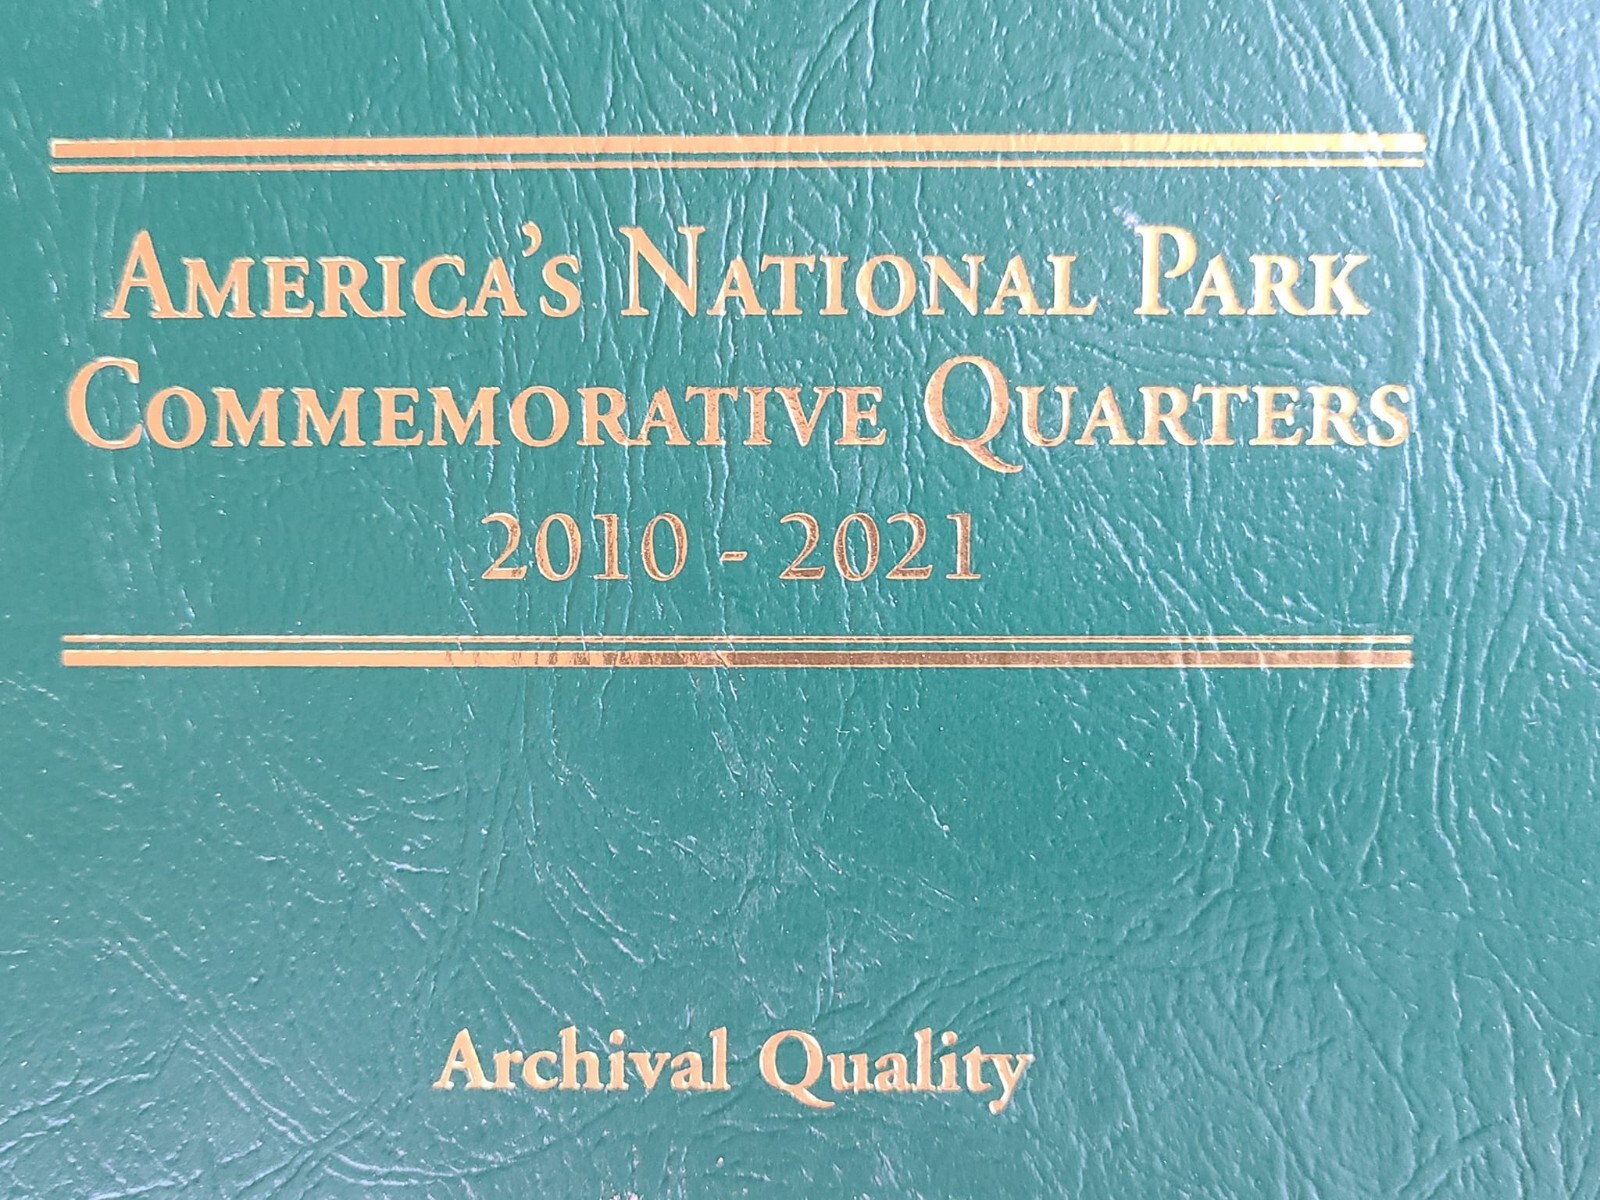 America's National Park
Commemorative Quarters
2010 - 2021
Archival Quality